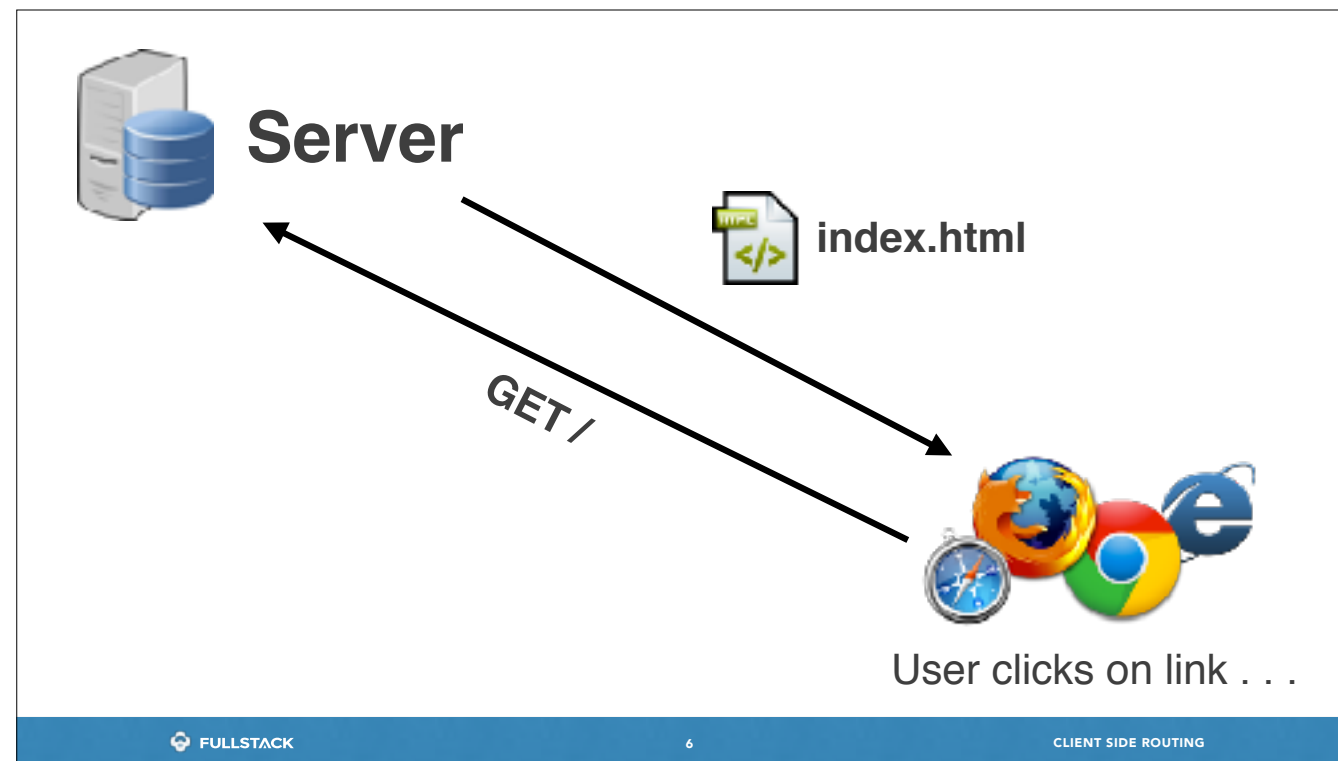 Server
index.html
GET /
User clicks on link . . .
FULLSTACK
6
CLIENT SIDE ROUTING